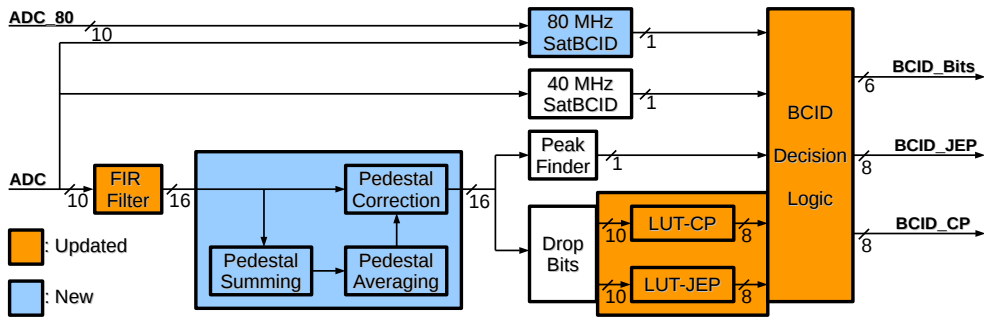 ADC_80
10
80 MHz
SatBCID
1
40 MHz
SatBCID
1
BCID
Decision
Logic
BCID_Bits
6
Peak
Finder
1
BCID_JEP
8
ADC
10
FIR
Filter
16
Pedestal
Correction
16
Pedestal
Summing
Pedestal
Averaging
Drop
Bits
10
LUT-CP
8
10
LUT-JEP
8
BCID_CP
8
: Updated
: New